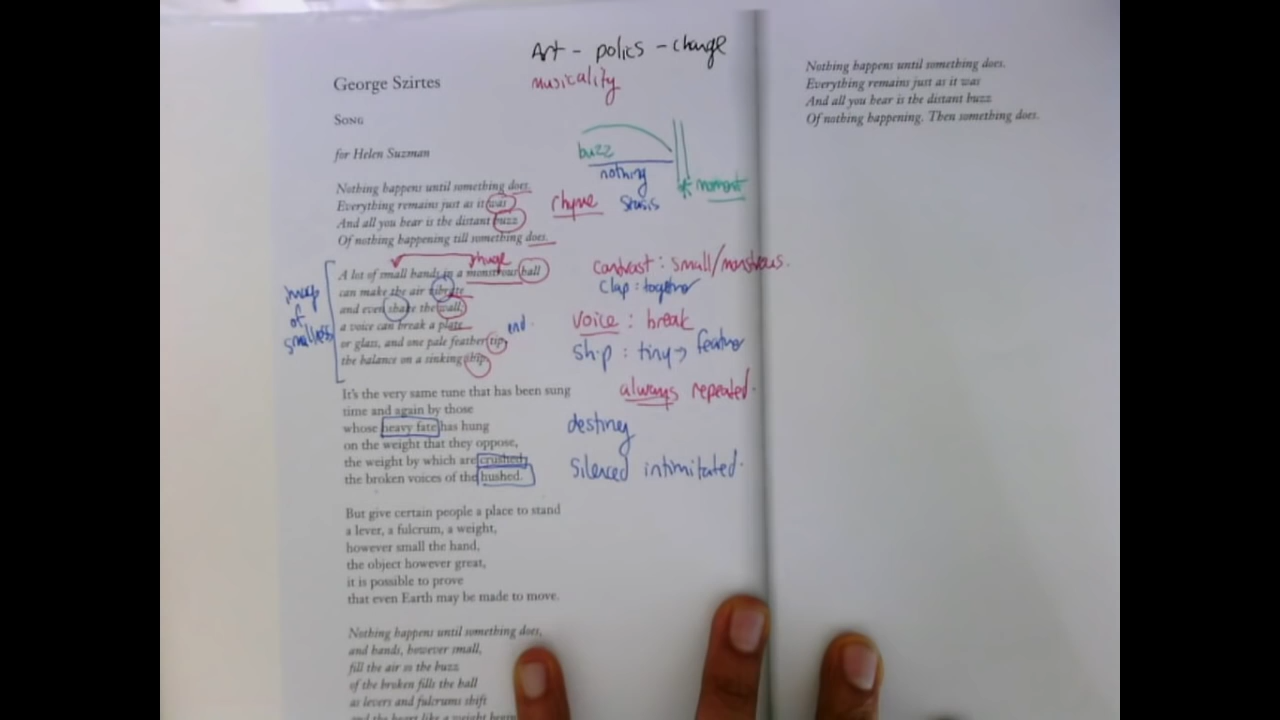 Art - polics - change
George Szirtes
musicality
SONG
for Helen Suzman
buzz
nothing
stasis
moment
Nothing happens until something does.
Everything remains just as it was
And all you hear is the distant buzz
Of nothing happening till something does.
rhyme
huge
A lot of small hands in a monstrous hall
can make the air vibrate
and even shake the wall;
a voice can break a plate
or glass, and one pale feather tip
the balance on a sinking ship.
image
of
smallness
end.
contrast: small/monstrous.
clap: together
voice: break
ship: tiny → feather
It's the very same tune that has been sung
time and again by those
whose heavy fate has hung
on the weight that they oppose,
the weight by which are crushed
the broken voices of the hushed.
always repeated.
destiny
silenced intimitated.
But give certain people a place to stand
a lever, a fulcrum, a weight,
however small the hand,
the object however great,
it is possible to prove
that even Earth may be made to move.
Nothing happens until something does,
and hands, however small,
fill the air so the buzz
of the broken fills the hall
as levers and fulcrums shift
and the heart like a weight
Nothing happens until something does.
Everything remains just as it was
And all you hear is the distant buzz
Of nothing happening. Then something does.